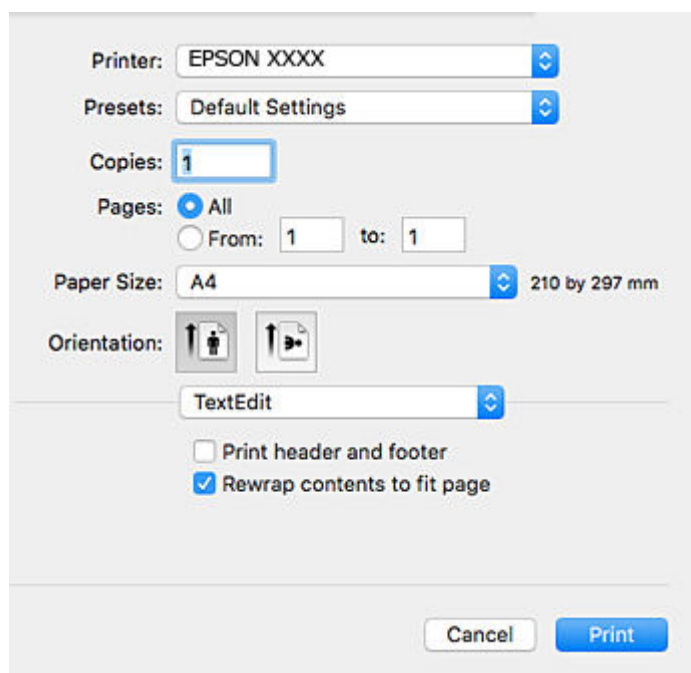 Printer: EPSON XXXX
Presets: Default Settings
Copies: 1
Pages: All
From: 1 to: 1
Paper Size: A4 210 by 297 mm
Orientation:
TextEdit
Print header and footer
Rewrap contents to fit page
Cancel Print